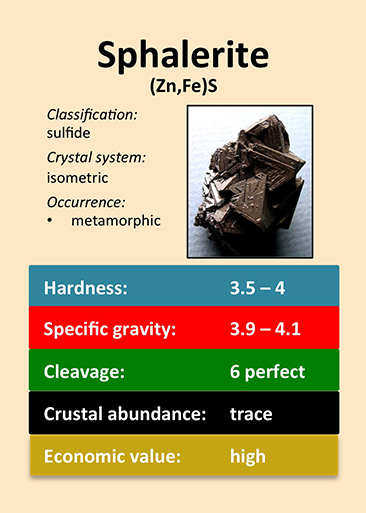 Sphalerite
(Zn,Fe)S
Classification:
sulfide
Crystal system:
isometric
Occurrence:
• metamorphic
Hardness: 3.5 – 4
Specific gravity: 3.9 – 4.1
Cleavage: 6 perfect
Crustal abundance: trace
Economic value: high